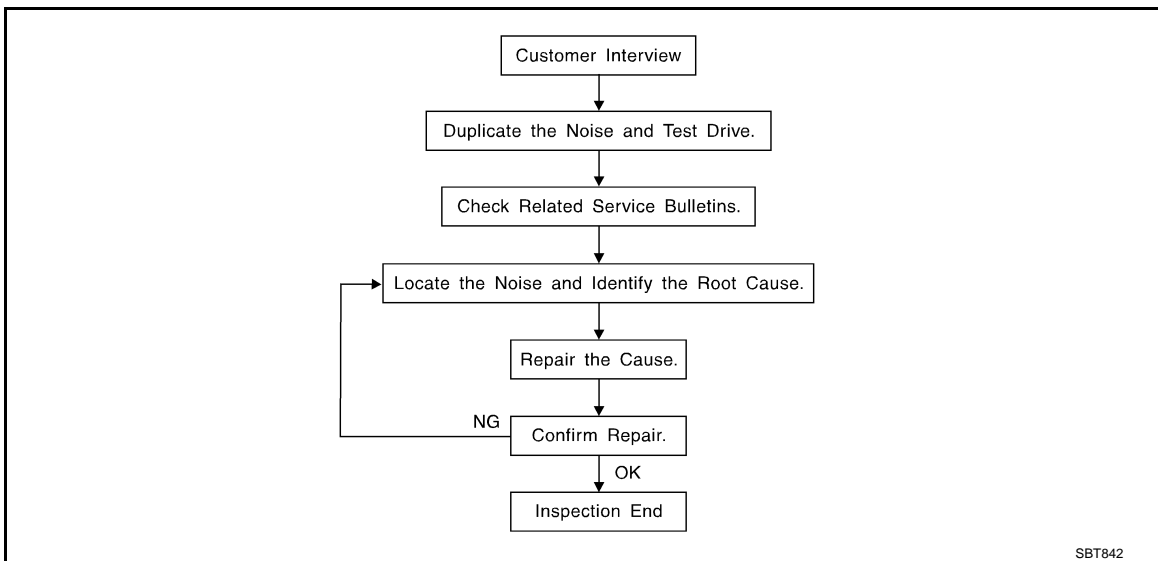 Customer Interview
Duplicate the Noise and Test Drive.
Check Related Service Bulletins.
Locate the Noise and Identify the Root Cause.
Repair the Cause.
NG
Confirm Repair.
OK
Inspection End
SBT842